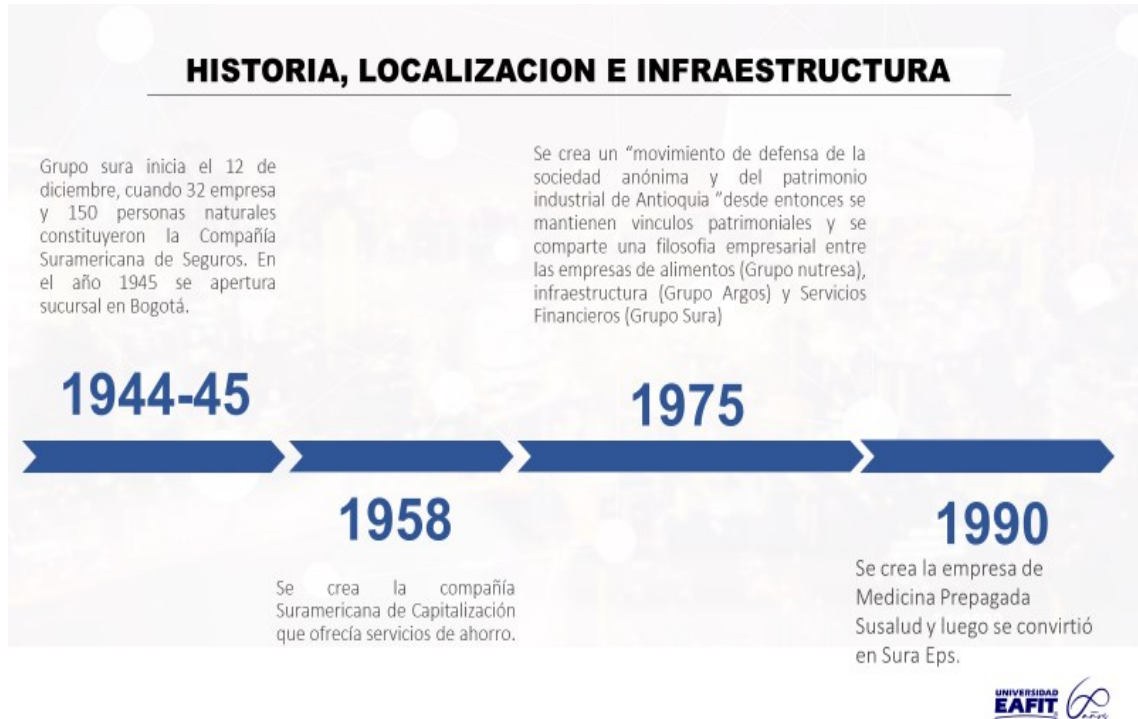 HISTORIA, LOCALIZACION E INFRAESTRUCTURA
Grupo sura inicia el 12 de
diciembre, cuando 32 empresa
y 150 personas naturales
constituyeron la Compañía
Suramericana de Seguros. En
el año 1945 se apertura
sucursal en Bogotá.
1944-45
1958
Se crea la compañía
Suramericana de Capitalización
que ofrecía servicios de ahorro.
Se crea un “movimiento de defensa de la
sociedad anónima y del patrimonio
industrial de Antioquia “desde entonces se
mantienen vinculos patrimoniales y se
comparte una filosofia empresarial entre
las empresas de alimentos (Grupo nutresa),
infraestructura (Grupo Argos) y Servicios
Financieros (Grupo Sura)
1975
1990
Se crea la empresa de
Medicina Prepagada
Susalud y luego se convirtió
en Sura Eps.
UNIVERSIDAD
EAFIT
60
años